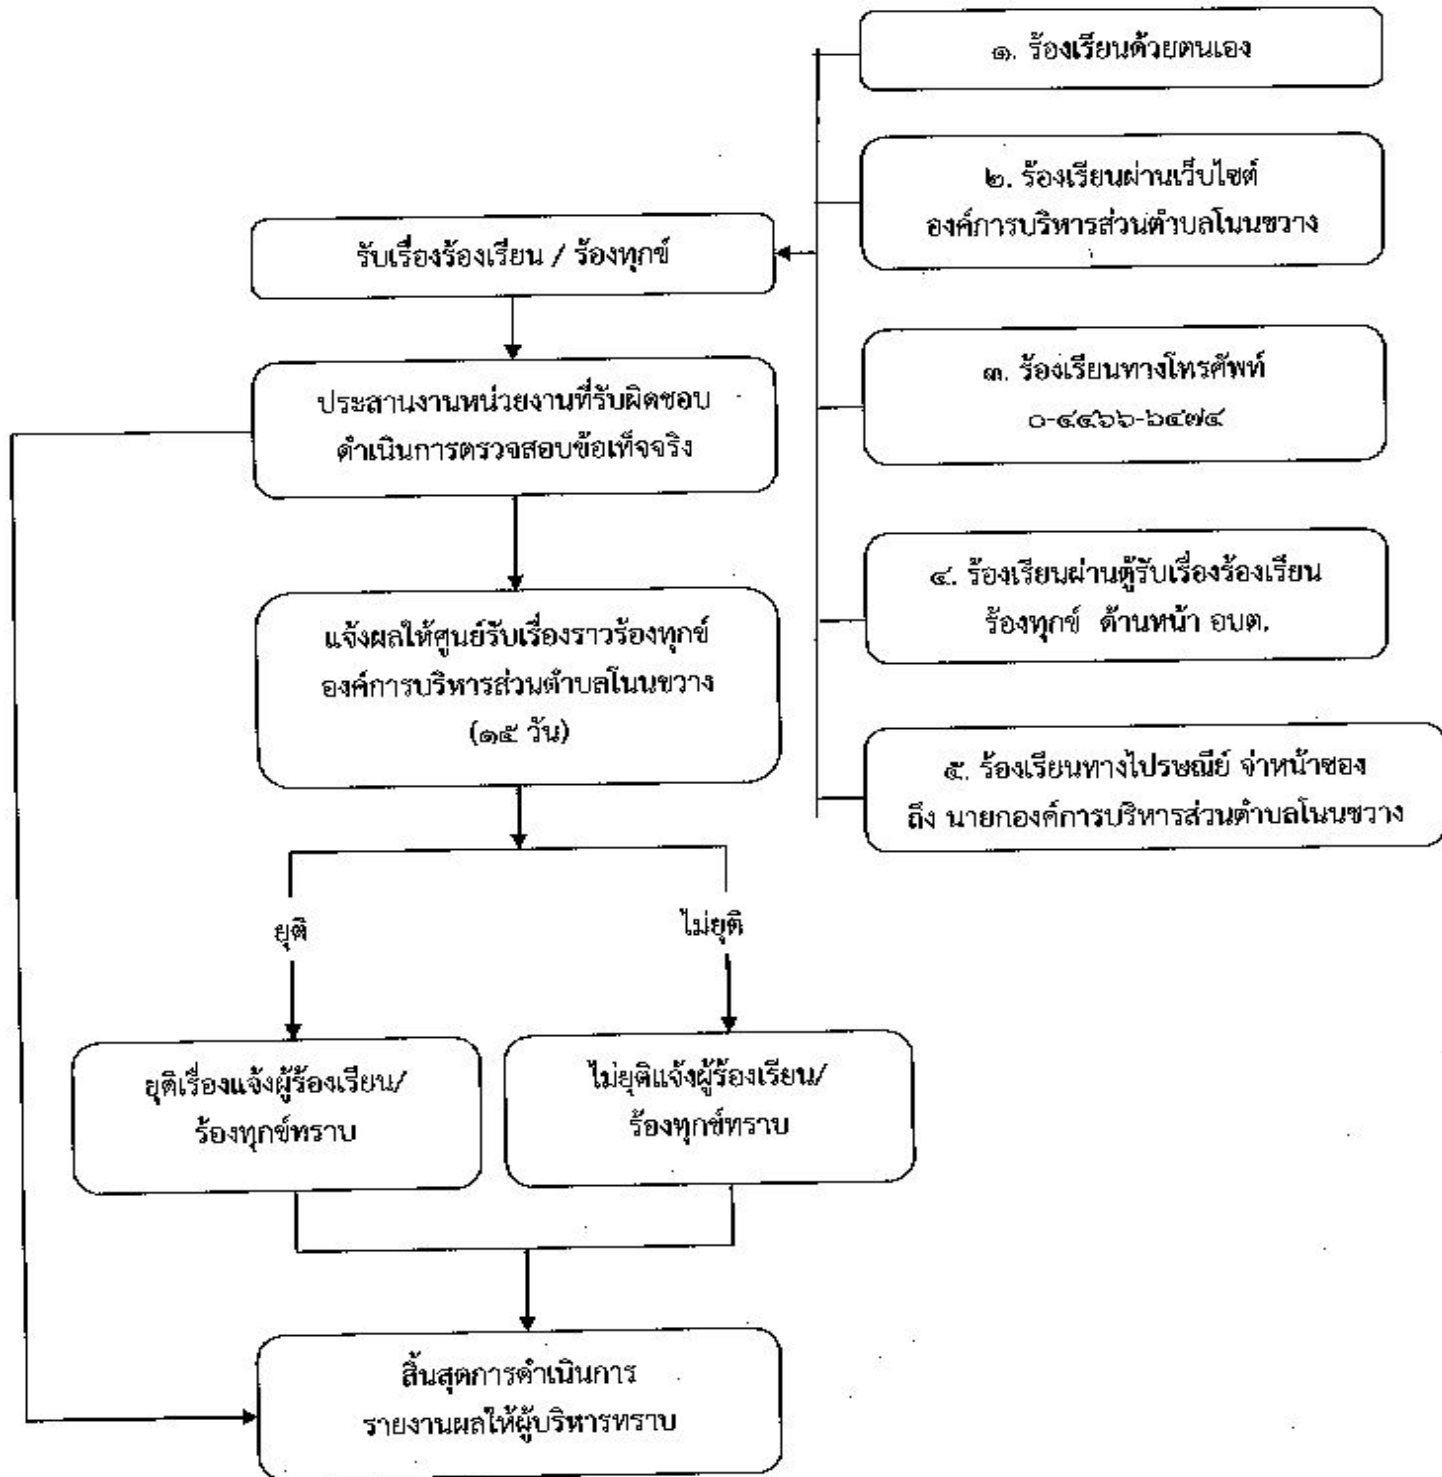 ๑. ร้องเรียนด้วยตนเอง
๒. ร้องเรียนผ่านเว็บไซต์
องค์การบริหารส่วนตำบลโนนขวาง
รับเรื่องร้องเรียน / ร้องทุกข์
๓. ร้องเรียนทางโทรศัพท์
๐-๔๔๖๖-๖๔๗๔
ประสานงานหน่วยงานที่รับผิดชอบ
ดำเนินการตรวจสอบข้อเท็จจริง
๔. ร้องเรียนผ่านตู้รับเรื่องร้องเรียน
ร้องทุกข์ ด้านหน้า อบต.
แจ้งผลให้ศูนย์รับเรื่องราวร้องทุกข์
องค์การบริหารส่วนตำบลโนนขวาง
(๑๕ วัน)
๕. ร้องเรียนทางไปรษณีย์ จ่าหน้าซอง
ถึง นายกองค์การบริหารส่วนตำบลโนนขวาง
ยุติ
ไม่ยุติ
ยุติเรื่องแจ้งผู้ร้องเรียน/
ร้องทุกข์ทราบ
ไม่ยุติแจ้งผู้ร้องเรียน/
ร้องทุกข์ทราบ
สิ้นสุดการดำเนินการ
รายงานผลให้ผู้บริหารทราบ